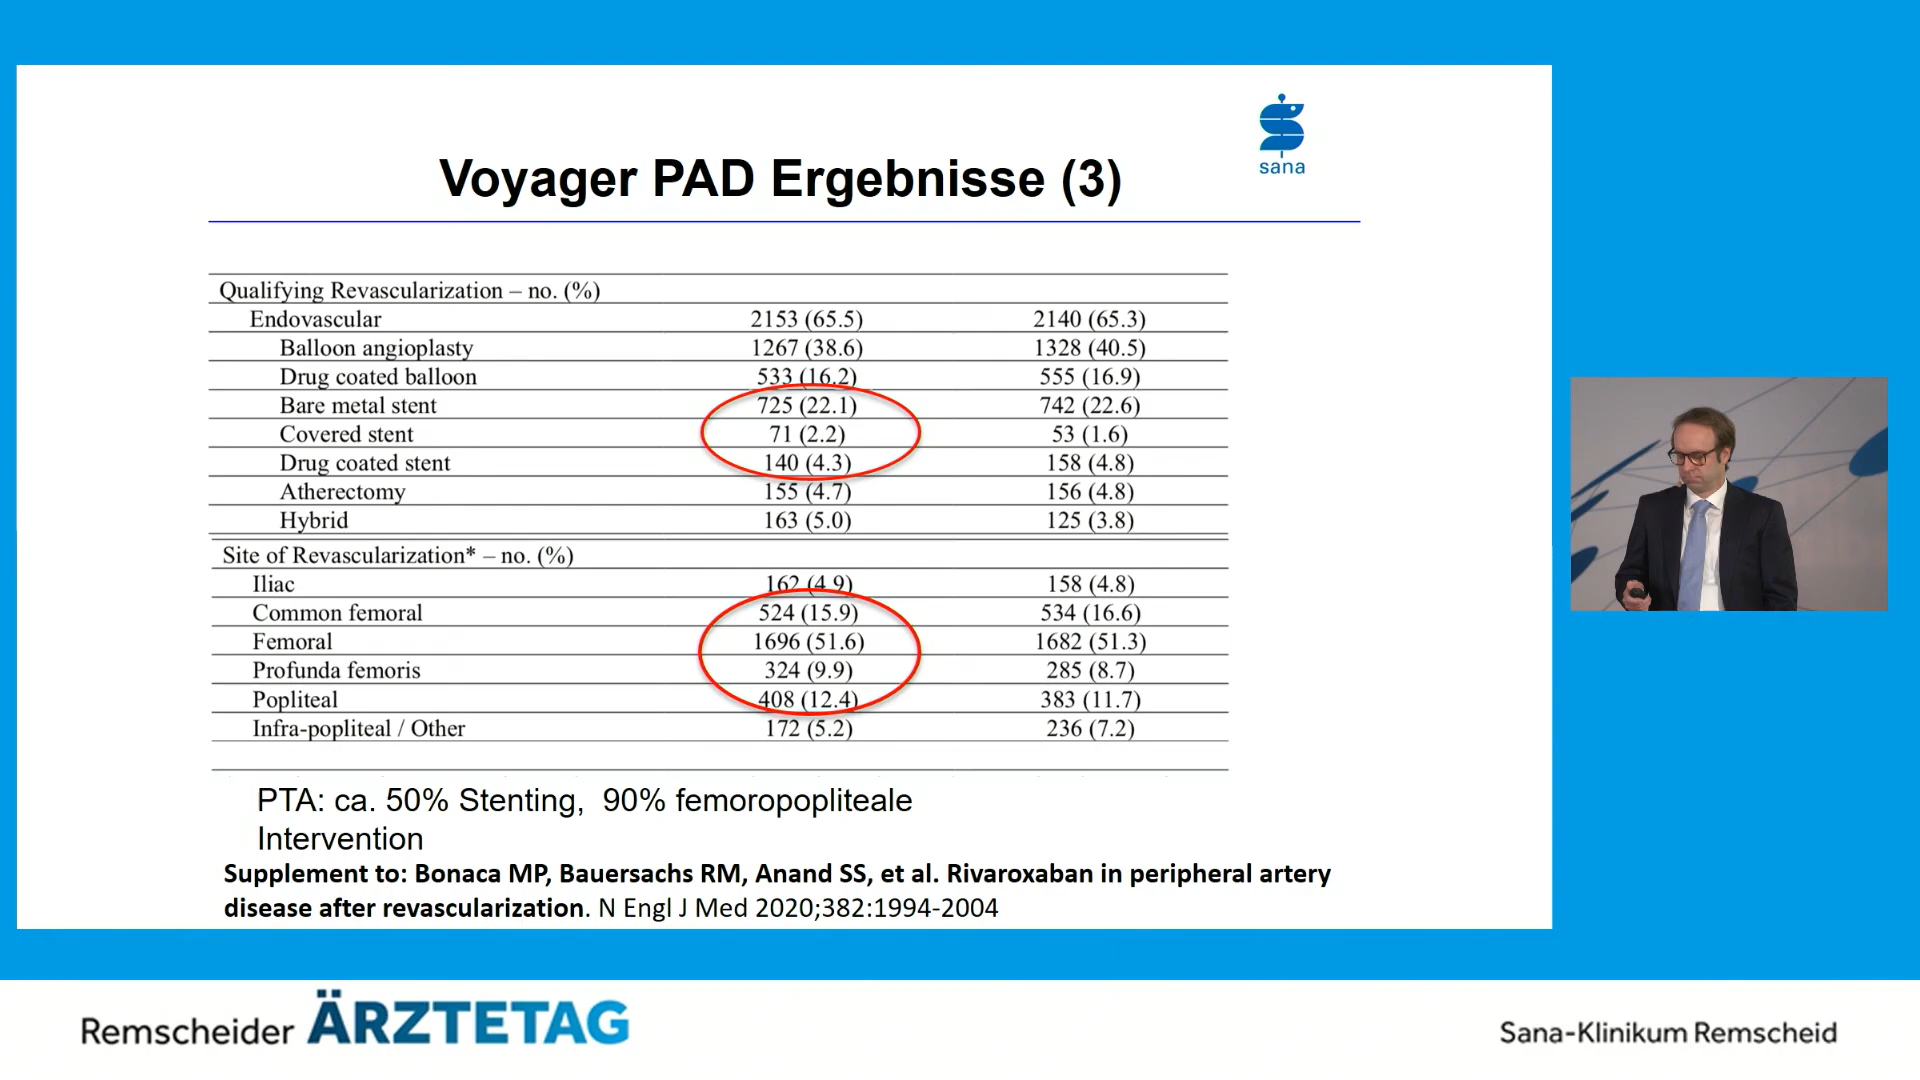 sana
Voyager PAD Ergebnisse (3)
Qualifying Revascularization – no. (%)
Endovascular 2153 (65.5) 2140 (65.3)
Balloon angioplasty 1267 (38.6) 1328 (40.5)
Drug coated balloon 533 (16.2) 555 (16.9)
Bare metal stent 725 (22.1) 742 (22.6)
Covered stent 71 (2.2) 53 (1.6)
Drug coated stent 140 (4.3) 158 (4.8)
Atherectomy 155 (4.7) 156 (4.8)
Hybrid 163 (5.0) 125 (3.8)
Site of Revascularization* – no. (%)
Iliac 162 (4.9) 158 (4.8)
Common femoral 524 (15.9) 534 (16.6)
Femoral 1696 (51.6) 1682 (51.3)
Profunda femoris 324 (9.9) 285 (8.7)
Popliteal 408 (12.4) 383 (11.7)
Infra-popliteal / Other 172 (5.2) 236 (7.2)
PTA: ca. 50% Stenting, 90% femoropopliteale
Intervention
Supplement to: Bonaca MP, Bauersachs RM, Anand SS, et al. Rivaroxaban in peripheral artery
disease after revascularization. N Engl J Med 2020;382:1994-2004
Remscheider ÄRZTETAG
Sana-Klinikum Remscheid